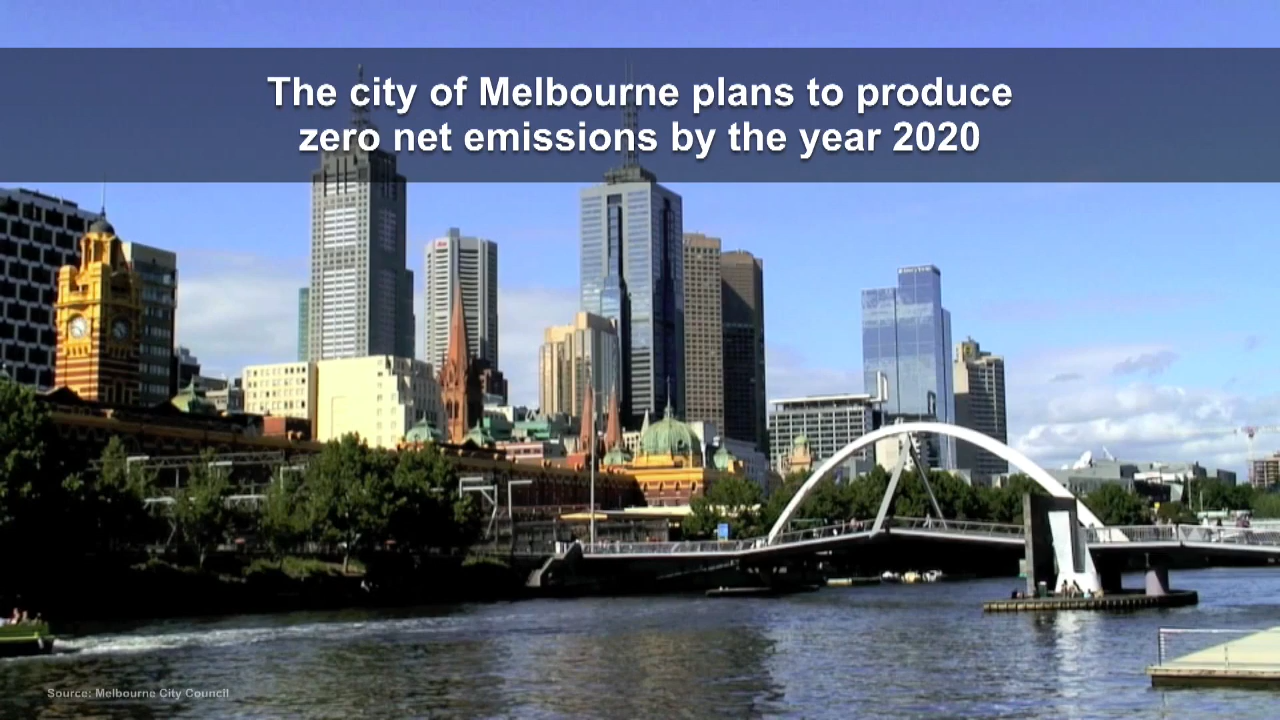 The city of Melbourne plans to produce
zero net emissions by the year 2020
Source: Melbourne City Council